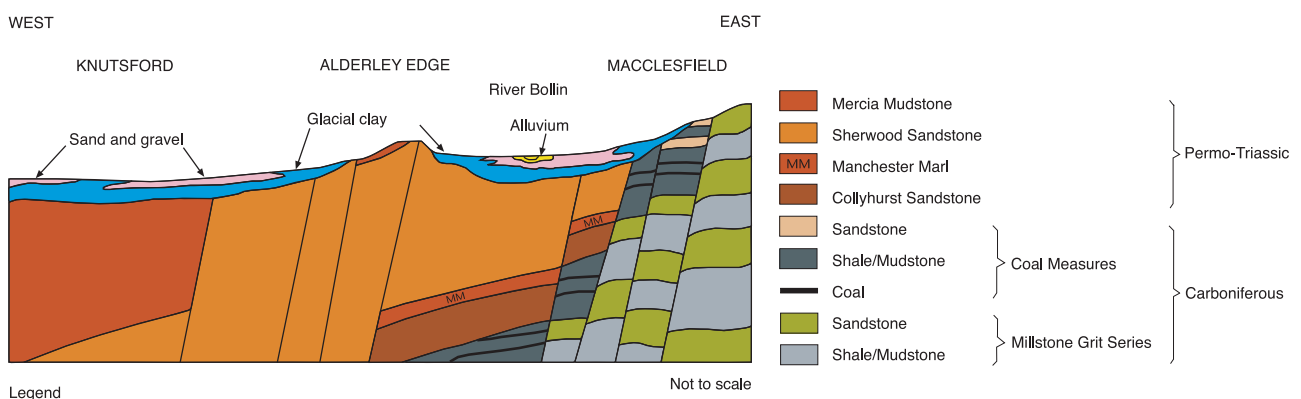 WEST
EAST
KNUTSFORD
ALDERLEY EDGE
MACCLESFIELD
River Bollin
Sand and gravel
Glacial clay
Alluvium
MM
MM
Mercia Mudstone
Sherwood Sandstone
MM
Manchester Marl
Collyhurst Sandstone
Permo-Triassic
Sandstone
Shale/Mudstone
Coal
Coal Measures
Sandstone
Shale/Mudstone
Millstone Grit Series
Carboniferous
Legend
Not to scale